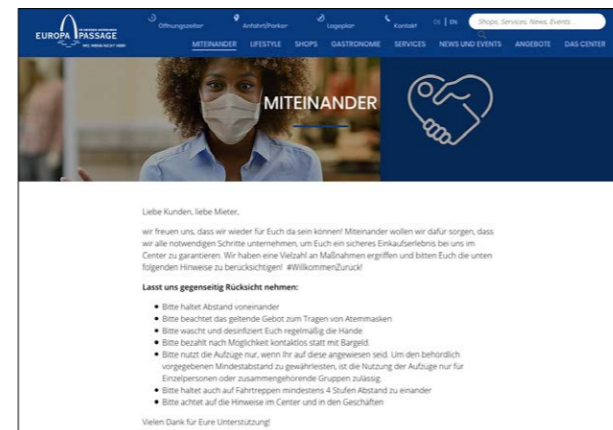 Öffnungszeiten
Anfahrt/Parken
Lageplan
Kontakt
DE | EN
Shops, Services, News, Events...
EUROPA PASSAGE
MITEINANDER LIFESTYLE SHOPS GASTRONOMIE SERVICES NEWS UND EVENTS ANGEBOTE DAS CENTER
MITEINANDER
Liebe Kunden, liebe Mieter,
wir freuen uns, dass wir wieder für Euch da sein können! Miteinander wollen wir dafür sorgen, dass
wir alle notwendigen Schritte unternehmen, um Euch ein sicheres Einkaufserlebnis bei uns im
Center zu garantieren. Wir haben eine Vielzahl an Maßnahmen ergriffen und bitten Euch die unten
folgenden Hinweise zu berücksichtigen! #WillkommenZurück!
Lasst uns gegenseitig Rücksicht nehmen:
Bitte haltet Abstand voneinander
Bitte beachtet das geltende Gebot zum Tragen von Atemmasken
Bitte wascht und desinfiziert Euch regelmäßig die Hände
Bitte bezahlt nach Möglichkeit kontaktlos statt mit Bargeld.
Bitte nutzt die Aufzüge nur, wenn Ihr auf diese angewiesen seid. Um den behördlich
vorgegebenen Mindestabstand zu gewährleisten, ist die Nutzung der Aufzüge nur für
Einzelpersonen oder zusammengehörende Gruppen zulässig.
Bitte haltet auch auf Fahrtreppen mindestens 4 Stufen Abstand zu einander
Bitte achtet auf die Hinweise im Center und in den Geschäften
Vielen Dank für Eure Unterstützung!